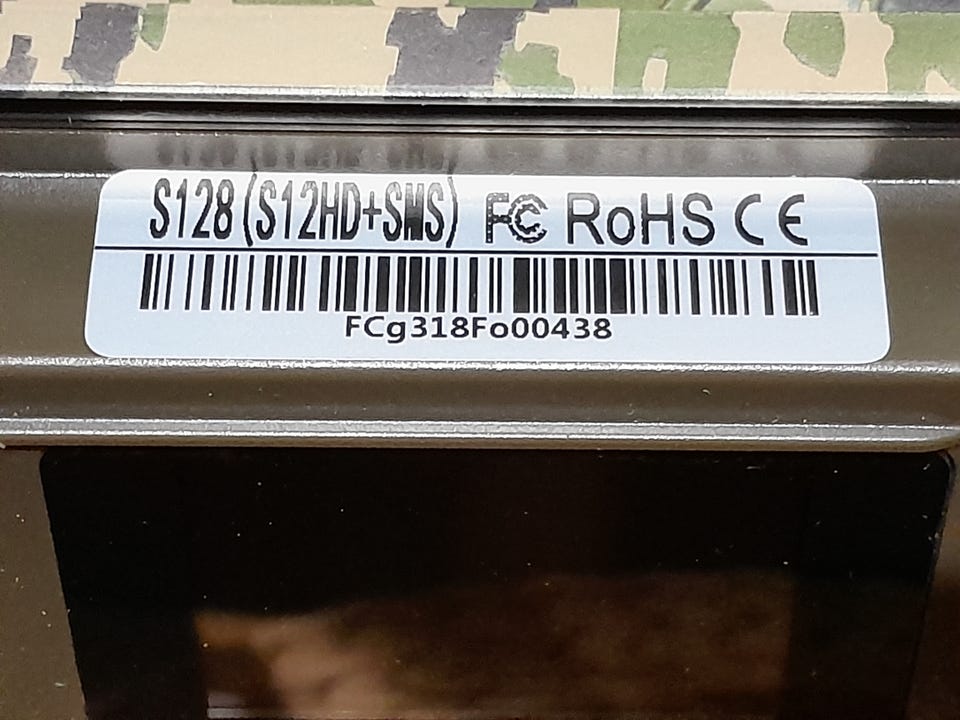 S128 (S12HD+SMS) FC RoHS CE
FCg318Fo00438